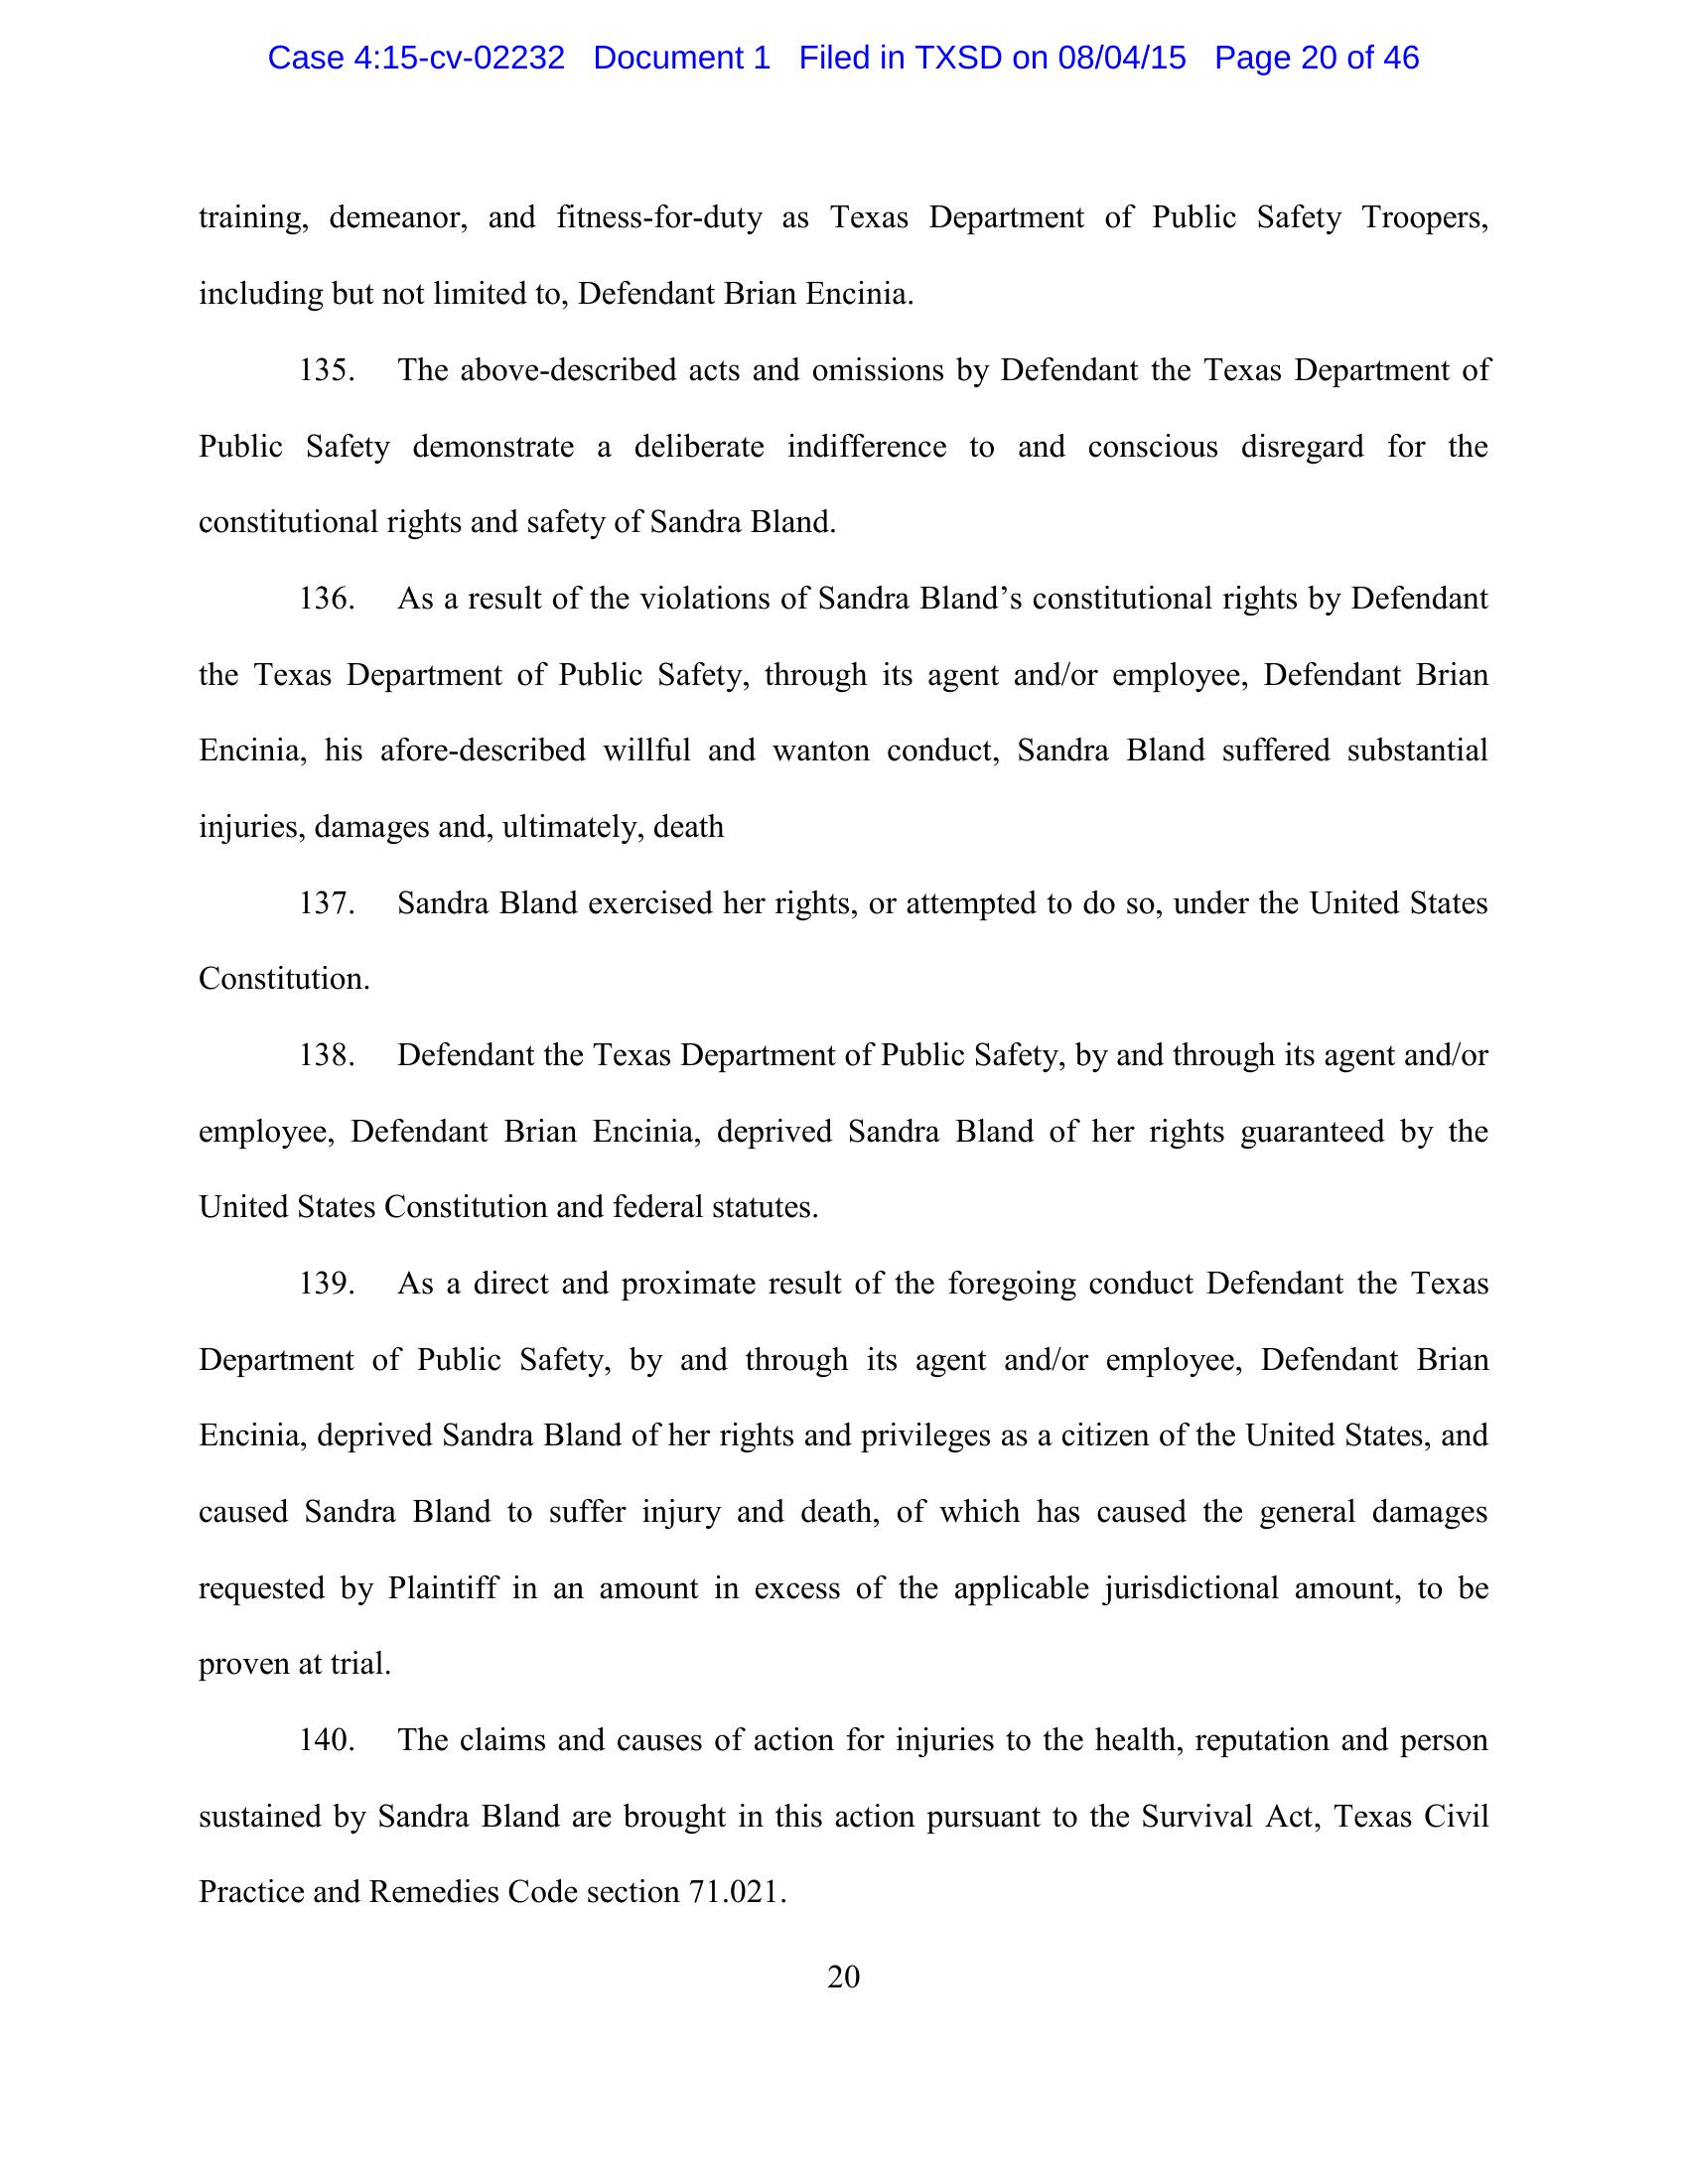 Case 4:15-cv-02232 Document 1 Filed in TXSD on 08/04/15 Page 20 of 46
training, demeanor, and fitness-for-duty as Texas Department of Public Safety Troopers,
including but not limited to, Defendant Brian Encinia.
135. The above-described acts and omissions by Defendant the Texas Department of
Public Safety demonstrate a deliberate indifference to and conscious disregard for the
constitutional rights and safety of Sandra Bland.
136. As a result of the violations of Sandra Bland’s constitutional rights by Defendant
the Texas Department of Public Safety, through its agent and/or employee, Defendant Brian
Encinia, his afore-described willful and wanton conduct, Sandra Bland suffered substantial
injuries, damages and, ultimately, death
137. Sandra Bland exercised her rights, or attempted to do so, under the United States
Constitution.
138. Defendant the Texas Department of Public Safety, by and through its agent and/or
employee, Defendant Brian Encinia, deprived Sandra Bland of her rights guaranteed by the
United States Constitution and federal statutes.
139. As a direct and proximate result of the foregoing conduct Defendant the Texas
Department of Public Safety, by and through its agent and/or employee, Defendant Brian
Encinia, deprived Sandra Bland of her rights and privileges as a citizen of the United States, and
caused Sandra Bland to suffer injury and death, of which has caused the general damages
requested by Plaintiff in an amount in excess of the applicable jurisdictional amount, to be
proven at trial.
140. The claims and causes of action for injuries to the health, reputation and person
sustained by Sandra Bland are brought in this action pursuant to the Survival Act, Texas Civil
Practice and Remedies Code section 71.021.
20